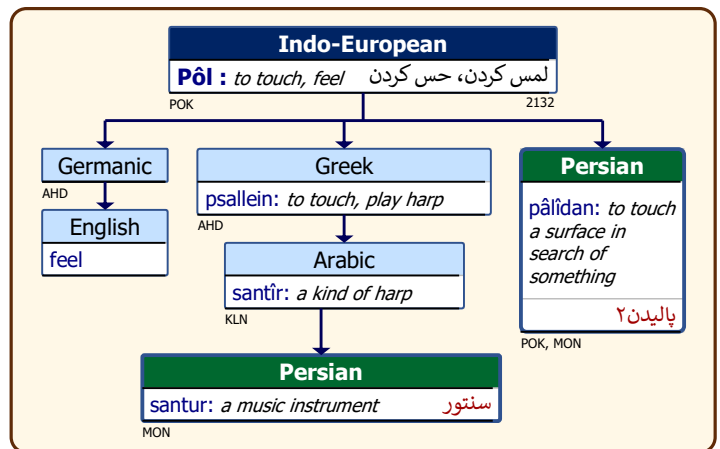 Indo-European
Pôl : to touch, feel لمس کردن، حس کردن
POK 2132
Germanic
AHD
English
feel
Greek
psallein: to touch, play harp
AHD
Arabic
santîr: a kind of harp
KLN
Persian
santur: a music instrument سنتور
MON
Persian
pâlîdan: to touch
a surface in
search of
something
پالیدن۲
POK, MON